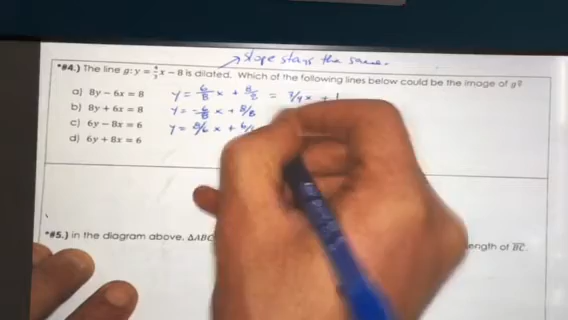 slope stays the same.
*#4.) The line g: y = 4/3 x − 8 is dilated. Which of the following lines below could be the image of g?
a) 8y − 6x = 8 y = 6/8 x + 8/8 = 3/4 x + 1
b) 8y + 6x = 8 y = -6/8 x + 8/8
c) 6y − 8x = 6 y = 8/6 x + 6/
d) 6y + 8x = 6
*#5.) In the diagram above, ΔABC
length of BC.